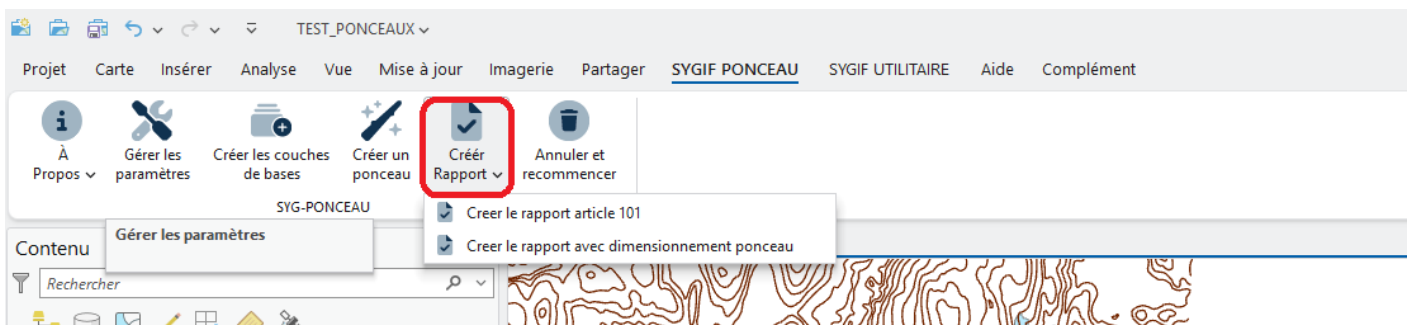 TEST_PONCEAUX
Projet Carte Insérer Analyse Vue Mise à jour Imagerie Partager SYGIF PONCEAU SYGIF UTILITAIRE Aide Complément
À Propos
Gérer les paramètres
Créer les couches de bases
Créer un ponceau
Créér Rapport
Annuler et recommencer
SYG-PONCEAU
Creer le rapport article 101
Creer le rapport avec dimensionnement ponceau
Gérer les paramètres
Contenu
Rechercher